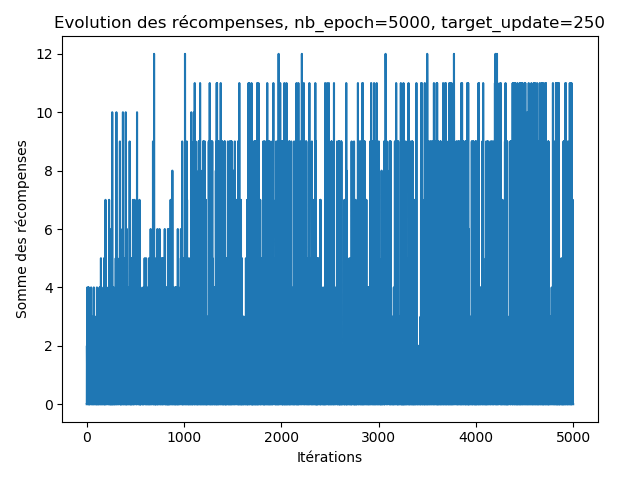 Evolution des récompenses, nb_epoch=5000, target_update=250
12
10
8
6
4
2
0
Somme des récompenses
0 1000 2000 3000 4000 5000
Itérations